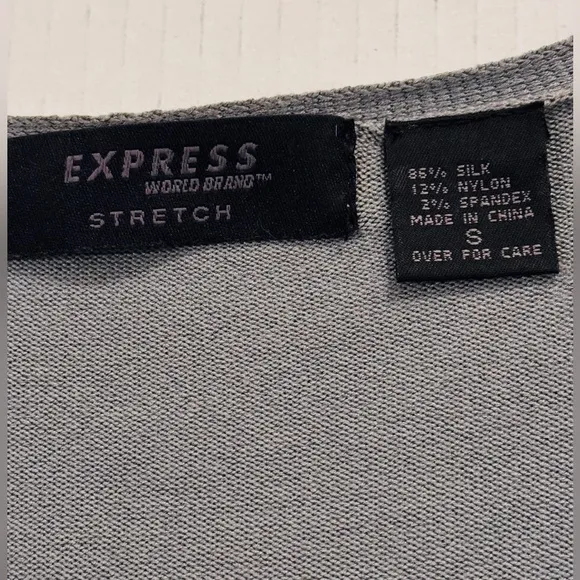 EXPRESS
WORLD BRAND™
STRETCH
86% SILK
12% NYLON
2% SPANDEX
MADE IN CHINA
S
OVER FOR CARE